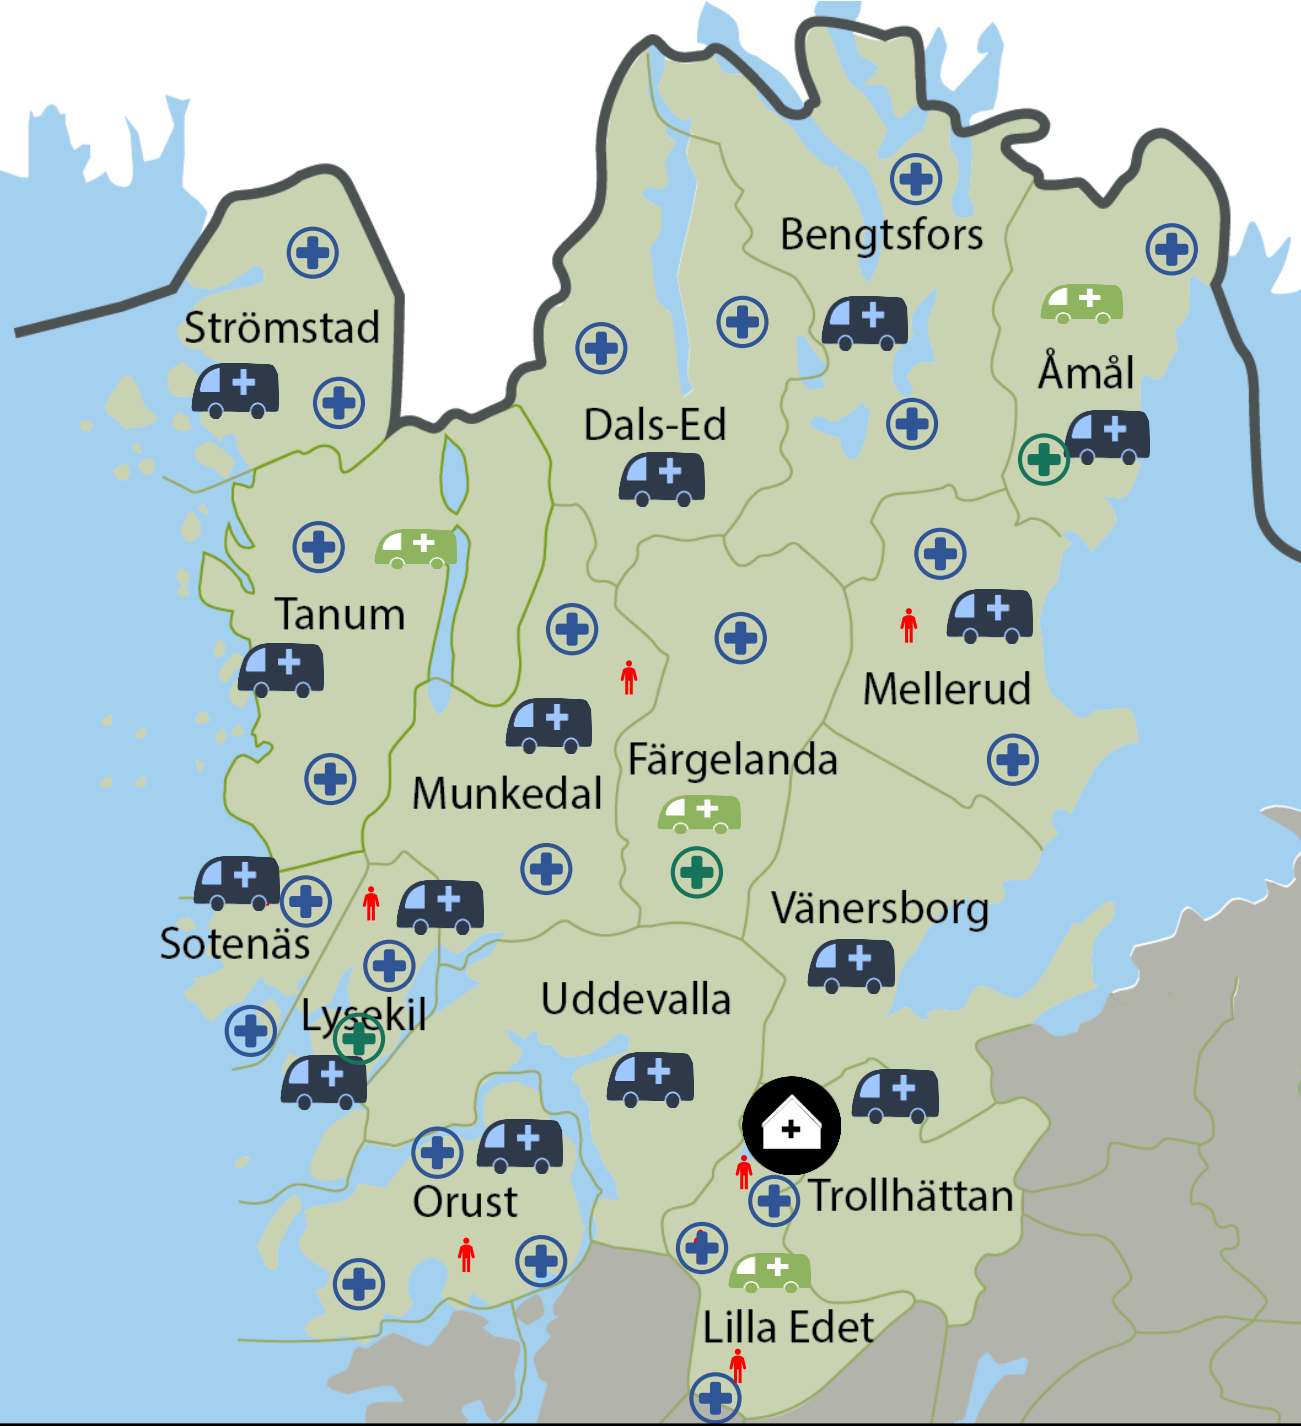 Bengtsfors
Strömstad
Åmål
Dals-Ed
Tanum
Mellerud
Färgelanda
Munkedal
Vänersborg
Sotenäs
Uddevalla
Lysekil
Trollhättan
Orust
Lilla Edet